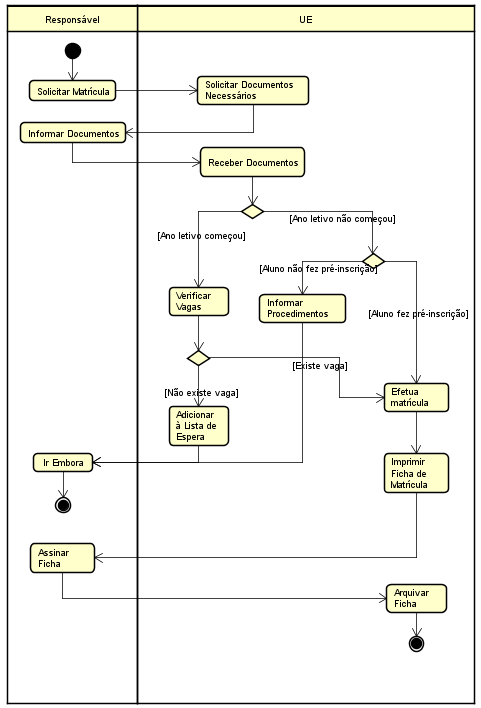 Responsável
UE
Solicitar Matrícula
Solicitar Documentos
Necessários
Informar Documentos
Receber Documentos
[Ano letivo não começou]
[Ano letivo começou]
[Aluno não fez pré-inscrição]
Verificar
Vagas
Informar
Procedimentos
[Aluno fez pré-inscrição]
[Existe vaga]
[Não existe vaga]
Efetua
matrícula
Adicionar
à Lista de
Espera
Ir Embora
Imprimir
Ficha de
Matrícula
Assinar
Ficha
Arquivar
Ficha